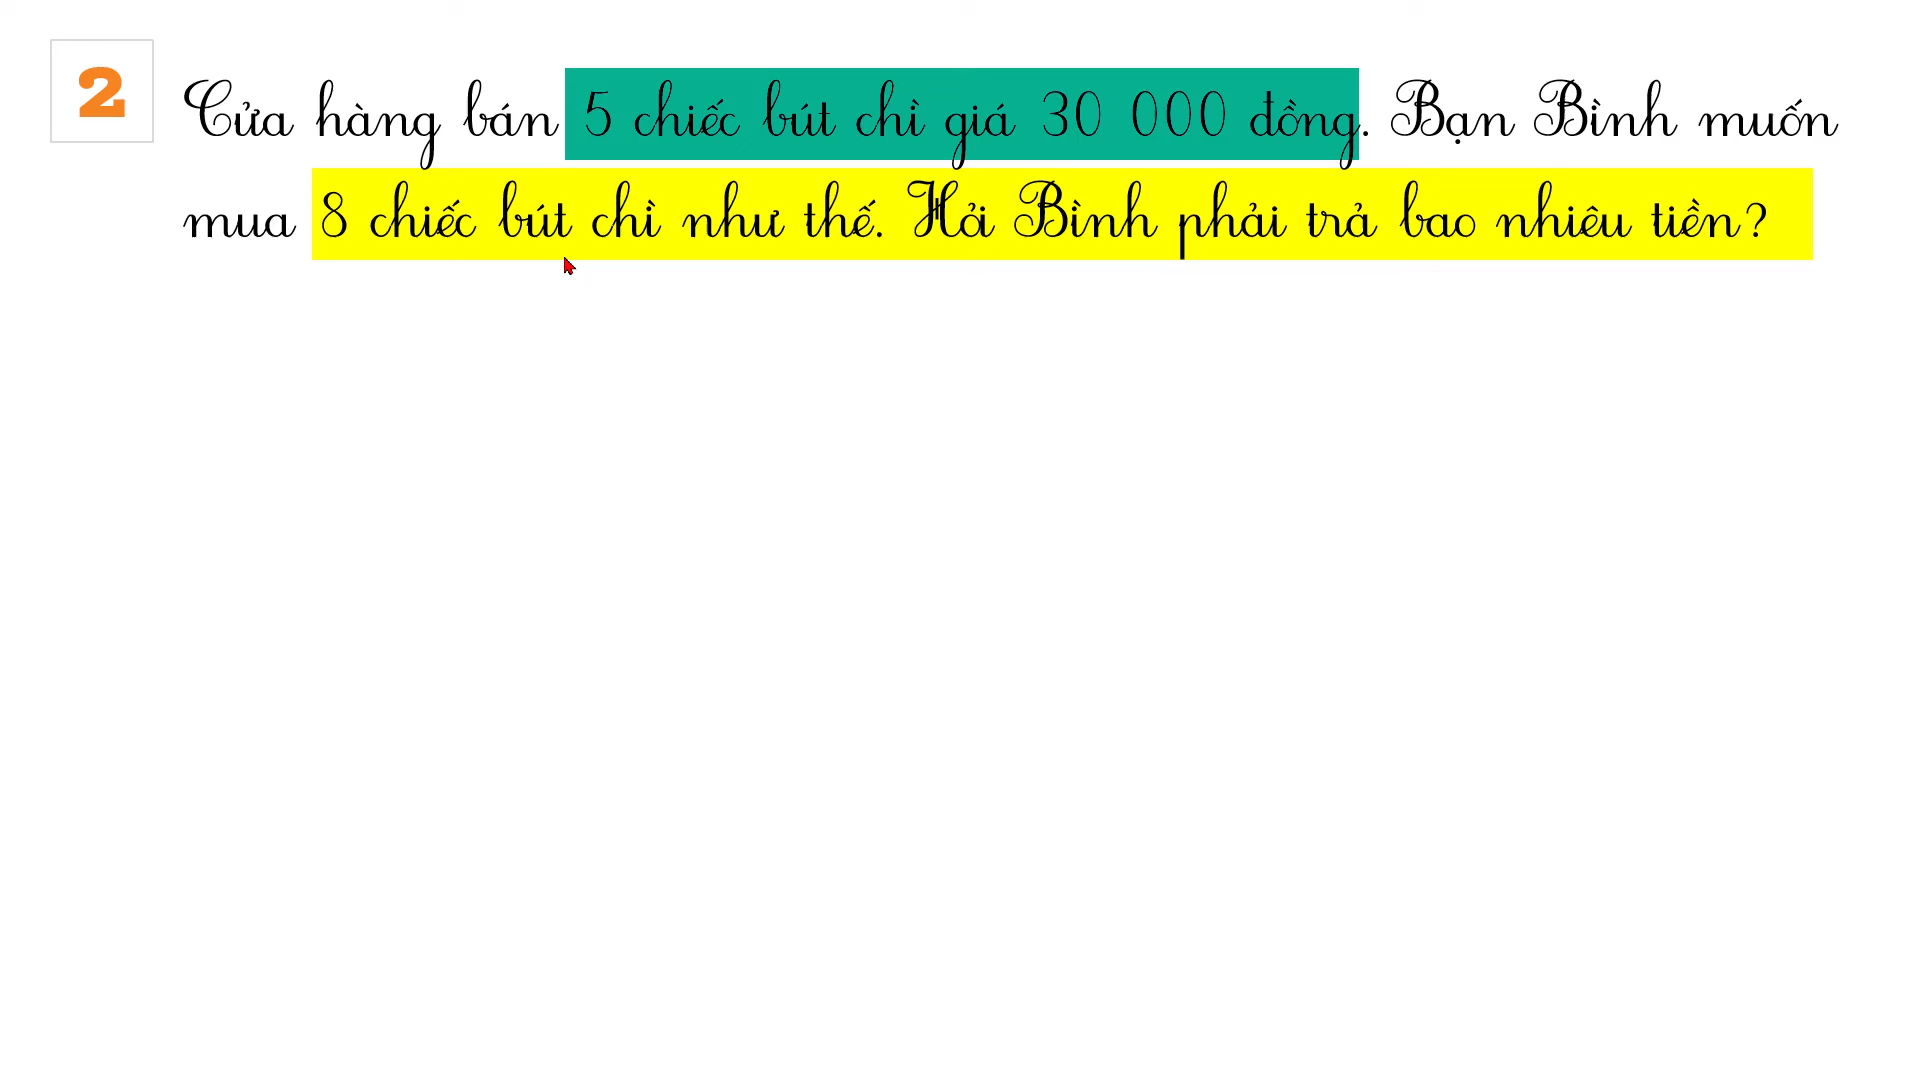 2
Cửa hàng bán 5 chiếc bút chì giá 30 000 đồng. Bạn Bình muốn
mua 8 chiếc bút chì như thế. Hỏi Bình phải trả bao nhiêu tiền?